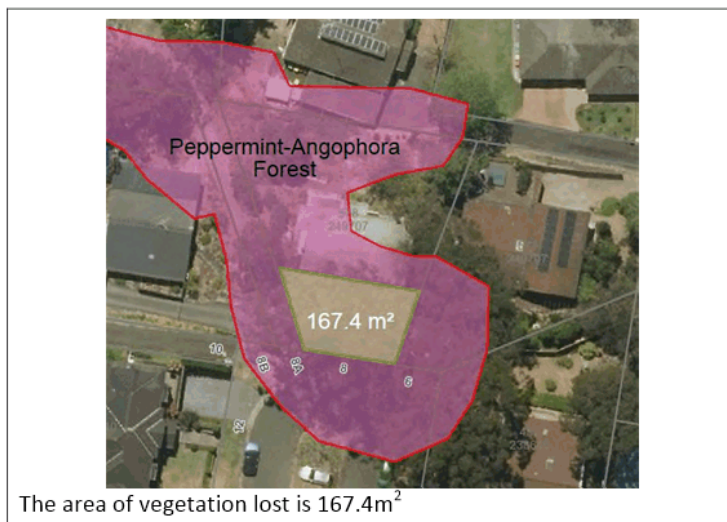 Peppermint-Angophora
Forest
249707
167.4 m²
10
8B
8A
8
6
12
The area of vegetation lost is 167.4m²